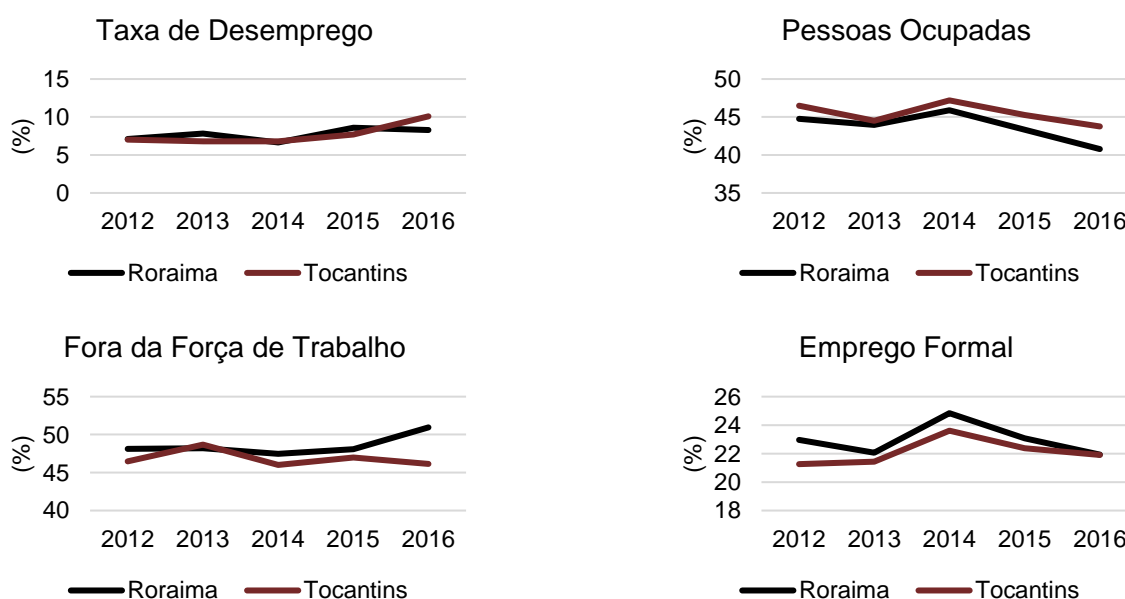 Taxa de Desemprego
15
10
5
0
(%)
2012 2013 2014 2015 2016
Roraima Tocantins
Pessoas Ocupadas
50
45
40
35
(%)
2012 2013 2014 2015 2016
Roraima Tocantins
Fora da Força de Trabalho
55
50
45
40
(%)
2012 2013 2014 2015 2016
Roraima Tocantins
Emprego Formal
26
24
22
20
18
(%)
2012 2013 2014 2015 2016
Roraima Tocantins